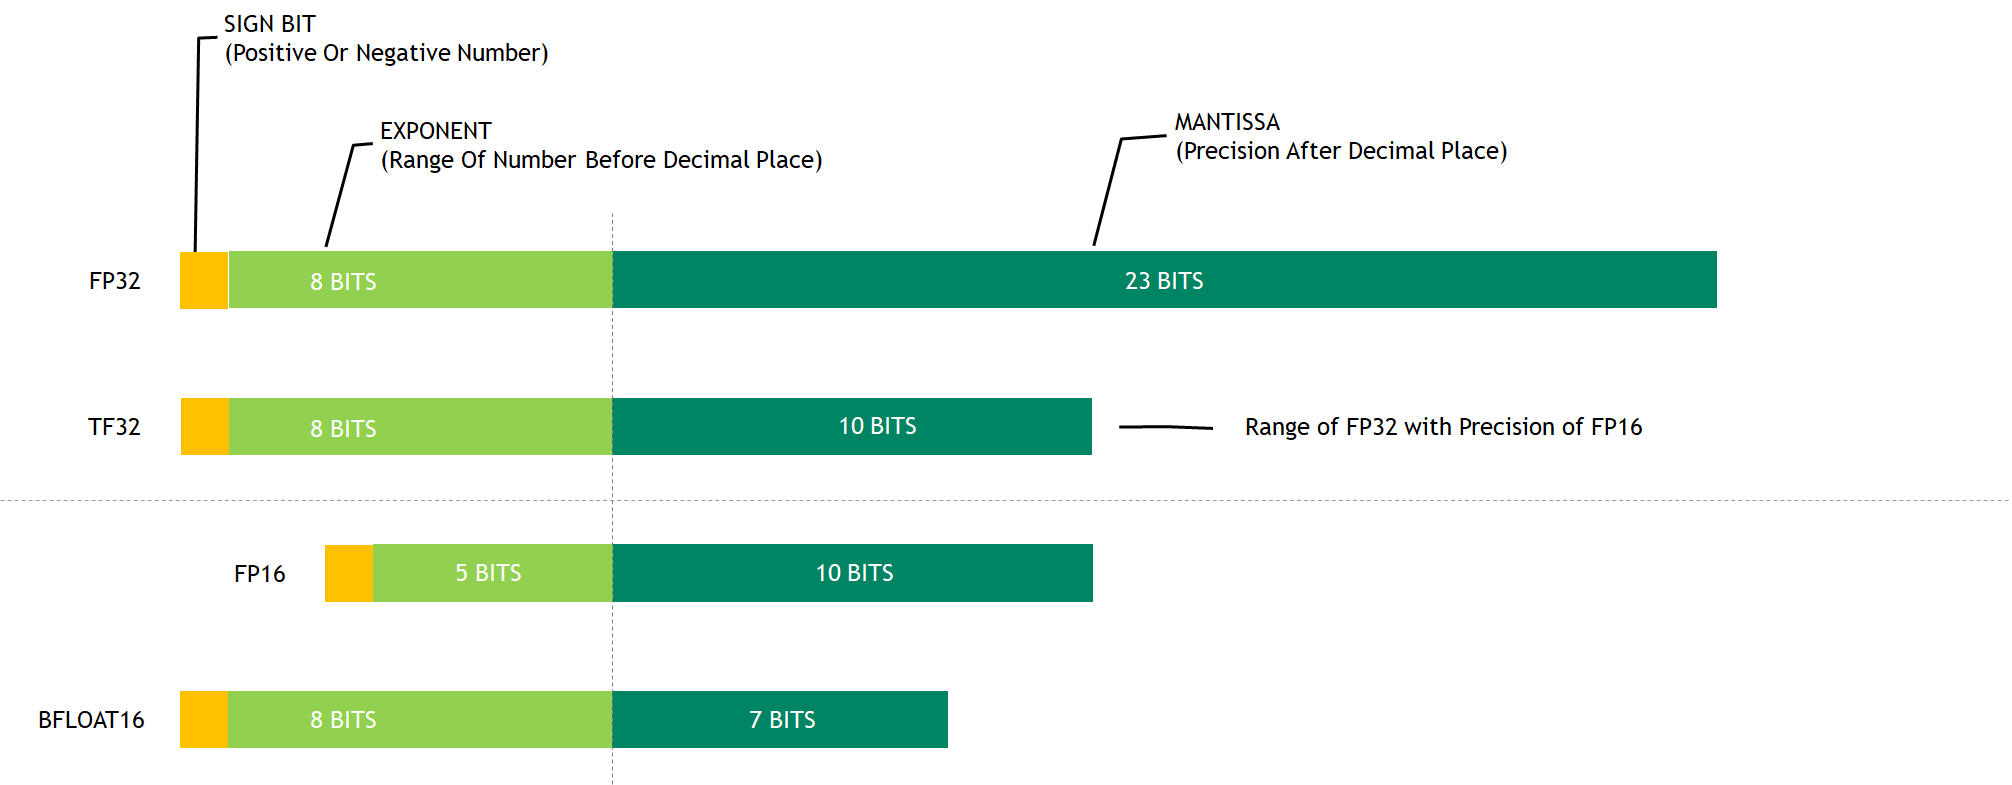 SIGN BIT
(Positive Or Negative Number)
EXPONENT
(Range Of Number Before Decimal Place)
MANTISSA
(Precision After Decimal Place)
FP32
8 BITS
23 BITS
TF32
8 BITS
10 BITS
Range of FP32 with Precision of FP16
FP16
5 BITS
10 BITS
BFLOAT16
8 BITS
7 BITS